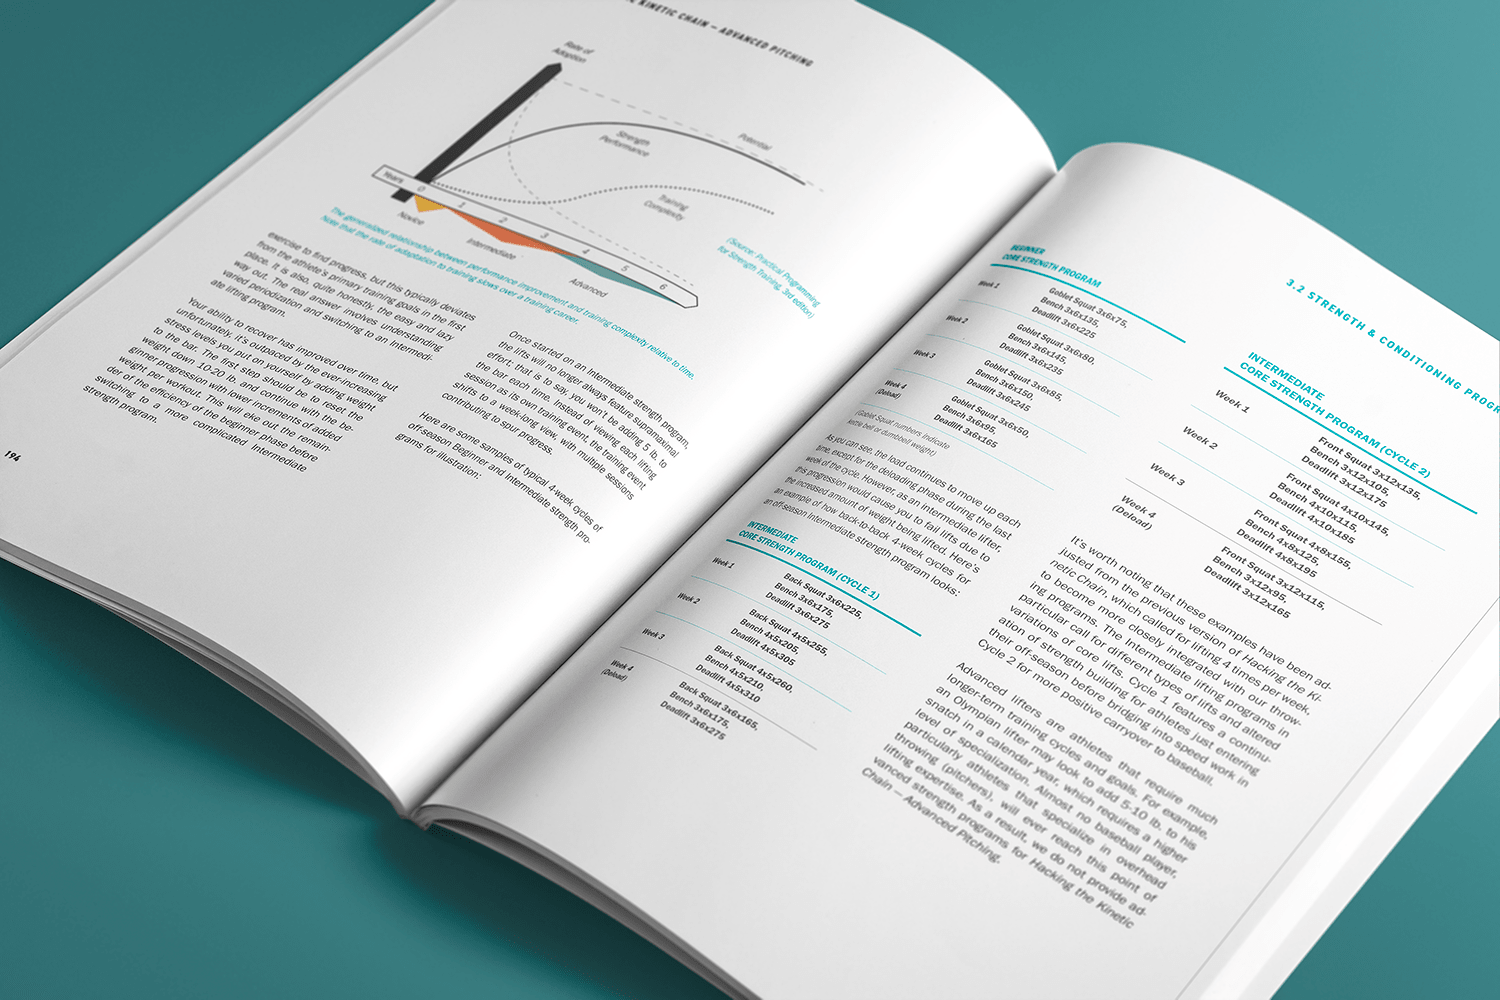 KINETIC CHAIN — ADVANCED PITCHING
Rate of
Adaption
Strength
Performance
Potential
Training
Complexity
Years
0
1
2
3
4
5
6
Novice
Intermediate
Advanced
The generalized relationship between performance improvement and training complexity relative to time.
Note that the rate of adaptation to training slows over a training career.
(Source: Practical Programming
for Strength Training, 3rd edition)
exercise to find progress, but this typically deviates
from the athlete's primary training goals in the first
place. It is also, quite honestly, the easy and lazy
way out. The real answer involves understanding
varied periodization and switching to an intermedi-
ate lifting program.
Your ability to recover has improved over time, but
unfortunately, it's outpaced by the ever-increasing
stress levels you put on yourself by adding weight
to the bar. The first step should be to reset the
weight down 10-20 lb. and continue with the be-
ginner progression with lower increments of added
weight per workout. This will eke out the remain-
der of the efficiency of the beginner phase before
switching to a more complicated intermediate
strength program.
Once started on an Intermediate strength program,
the lifts will no longer always feature supramaximal
effort; that is to say, you won't be adding 5 lb. to
the bar each time. Instead of viewing each lifting
session as its own training event, the training event
shifts to a week-long view, with multiple sessions
contributing to spur progress.
Here are some samples of typical 4-week cycles of
off-season Beginner and Intermediate strength pro-
grams for illustration:
194
3.2 STRENGTH & CONDITIONING PROGR
BEGINNER
CORE STRENGTH PROGRAM
Week 1
Goblet Squat 3x6x75,
Bench 3x6x135,
Deadlift 3x6x225
Week 2
Goblet Squat 3x6x80,
Bench 3x6x145,
Deadlift 3x6x235
Week 3
Goblet Squat 3x6x85,
Bench 3x6x150,
Deadlift 3x6x245
Week 4
(Deload)
Goblet Squat 3x6x50,
Bench 3x6x95,
Deadlift 3x6x165
(Goblet Squat numbers indicate
kettle bell or dumbbell weight)
As you can see, the load continues to move up each
time, except for the deloading phase during the last
week of the cycle. However, as an intermediate lifter,
this progression would cause you to fail lifts due to
the increased amount of weight being lifted. Here's
an example of how back-to-back 4-week cycles for
an off-season intermediate strength program looks:
INTERMEDIATE
CORE STRENGTH PROGRAM (CYCLE 1)
Week 1
Back Squat 3x6x225,
Bench 3x6x175,
Deadlift 3x6x275
Week 2
Back Squat 4x5x255,
Bench 4x5x205,
Deadlift 4x5x305
Week 3
Back Squat 4x5x260,
Bench 4x5x210,
Deadlift 4x5x310
Week 4
(Deload)
Back Squat 3x6x165,
Bench 3x6x175,
Deadlift 3x6x275
INTERMEDIATE
CORE STRENGTH PROGRAM (CYCLE 2)
Week 1
Front Squat 3x12x135,
Bench 3x12x105,
Deadlift 3x12x175
Week 2
Front Squat 4x10x145,
Bench 4x10x115,
Deadlift 4x10x185
Week 3
Front Squat 4x8x155,
Bench 4x8x125,
Deadlift 4x8x195
Week 4
(Deload)
Front Squat 3x12x115,
Bench 3x12x95,
Deadlift 3x12x165
It's worth noting that these examples have been ad-
justed from the previous version of Hacking the Ki-
netic Chain, which called for lifting 4 times per week,
to become more closely integrated with our throw-
ing programs. The Intermediate lifting programs in
particular call for different types of lifts and altered
variations of core lifts. Cycle 1 features a continu-
ation of strength building for athletes just entering
their off-season before bridging into speed work in
Cycle 2 for more positive carryover to baseball.
Advanced lifters are athletes that require much
longer-term training cycles and goals. For example,
an Olympian lifter may look to add 5-10 lb. to his
snatch in a calendar year, which requires a higher
level of specialization. Almost no baseball player,
particularly athletes that specialize in overhead
throwing (pitchers), will ever reach this point of
lifting expertise. As a result, we do not provide ad-
vanced strength programs for Hacking the Kinetic
Chain — Advanced Pitching.